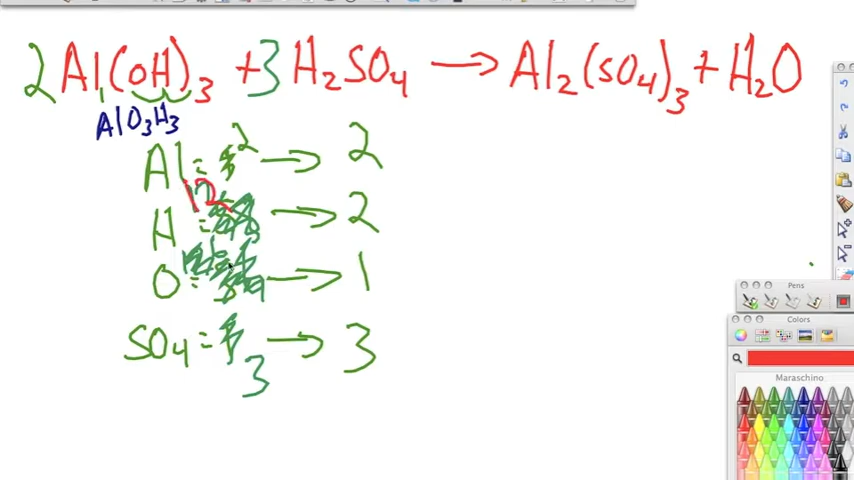 2Al(OH)₃ + 3H₂SO₄ → Al₂(SO₄)₃ + H₂O
AlO₃H₃
Al = 2 → 2
H = 12 → 2
O = → 1
SO₄ = 3 → 3
Pens
Colors
Maraschino